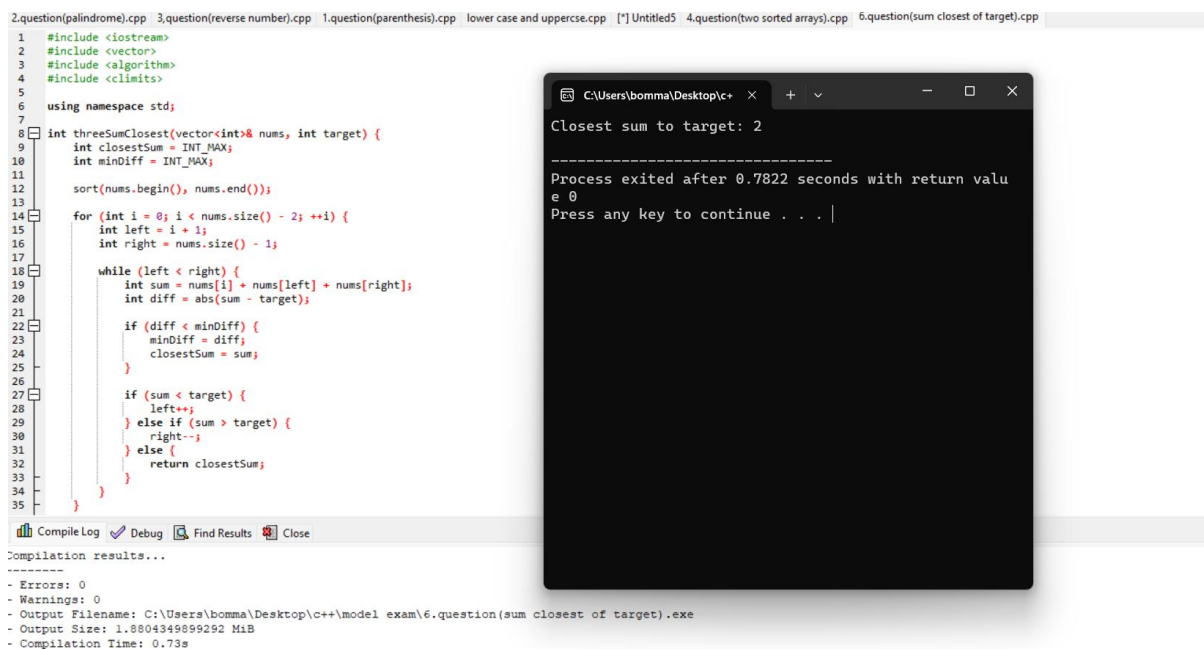 2.question(palindrome).cpp 3,question(reverse number).cpp 1.question(parenthesis).cpp lower case and uppercse.cpp [*] Untitled5 4.question(two sorted arrays).cpp 6.question(sum closest of target).cpp
1 #include <iostream>
2 #include <vector>
3 #include <algorithm>
4 #include <climits>
5
6 using namespace std;
7
8 int threeSumClosest(vector<int>& nums, int target) {
9 int closestSum = INT_MAX;
10 int minDiff = INT_MAX;
11
12 sort(nums.begin(), nums.end());
13
14 for (int i = 0; i < nums.size() - 2; ++i) {
15 int left = i + 1;
16 int right = nums.size() - 1;
17
18 while (left < right) {
19 int sum = nums[i] + nums[left] + nums[right];
20 int diff = abs(sum - target);
21
22 if (diff < minDiff) {
23 minDiff = diff;
24 closestSum = sum;
25 }
26
27 if (sum < target) {
28 left++;
29 } else if (sum > target) {
30 right--;
31 } else {
32 return closestSum;
33 }
34 }
35 }
C:\Users\bomma\Desktop\c+
Closest sum to target: 2
--------------------------------
Process exited after 0.7822 seconds with return valu
e 0
Press any key to continue . . .
Compile Log Debug Find Results Close
Compilation results...
--------
- Errors: 0
- Warnings: 0
- Output Filename: C:\Users\bomma\Desktop\c++\model exam\6.question(sum closest of target).exe
- Output Size: 1.8804349899292 MiB
- Compilation Time: 0.73s